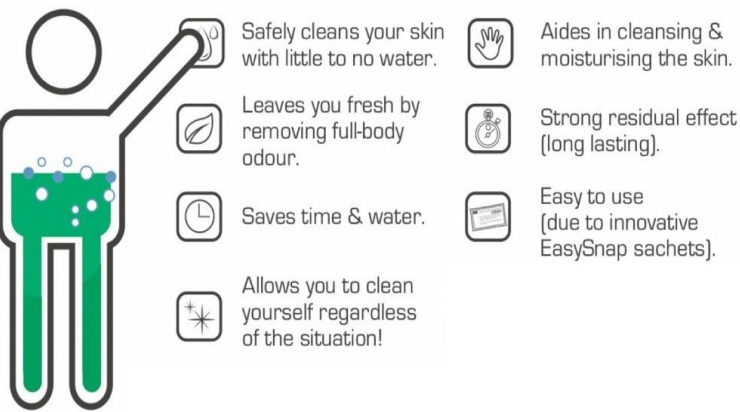 Safely cleans your skin
with little to no water.
Leaves you fresh by
removing full-body
odour.
Saves time & water.
Allows you to clean
yourself regardless
of the situation!
Aides in cleansing &
moisturising the skin.
Strong residual effect
(long lasting).
Easy to use
(due to innovative
EasySnap sachets).